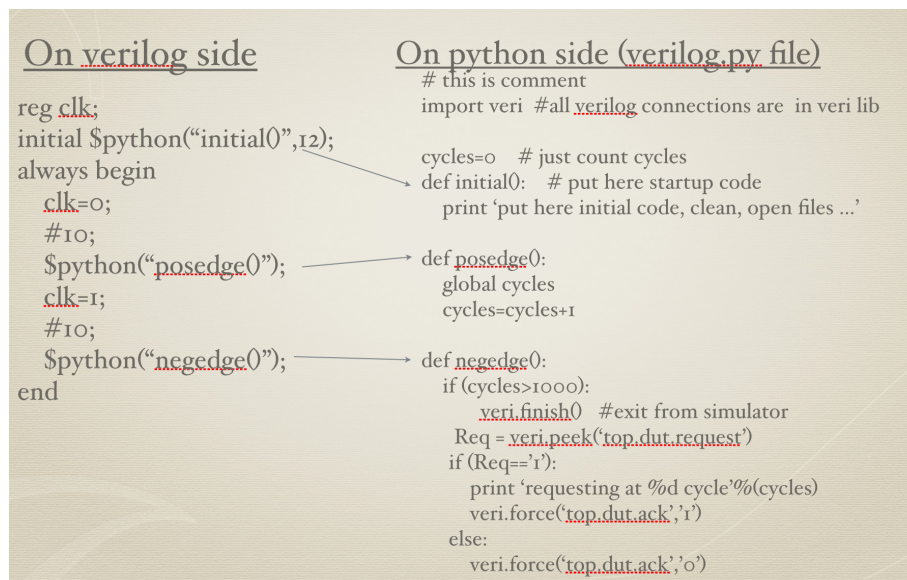 On verilog side
reg clk;
initial $python(“initial()”,12);
always begin
clk=0;
#10;
$python(“posedge()”);
clk=1;
#10;
$python(“negedge()”);
end
On python side (verilog.py file)
# this is comment
import veri #all verilog connections are in veri lib
cycles=0 # just count cycles
def initial(): # put here startup code
print ‘put here initial code, clean, open files ...’
def posedge():
global cycles
cycles=cycles+1
def negedge():
if (cycles>1000):
veri.finish() #exit from simulator
Req = veri.peek(‘top.dut.request’)
if (Req==’1’):
print ‘requesting at %d cycle’%(cycles)
veri.force(‘top.dut.ack’,’1’)
else:
veri.force(‘top.dut.ack’,’0’)